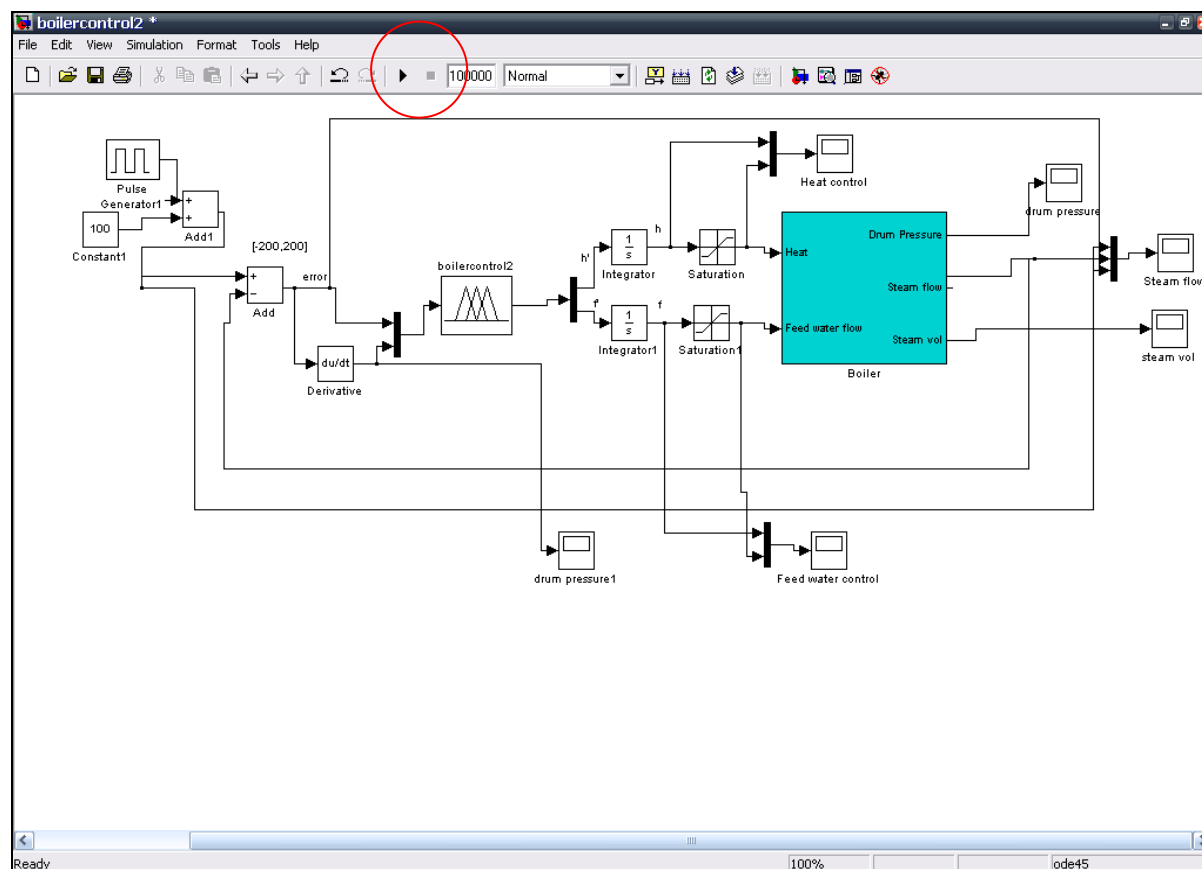 boilercontrol2 *
File Edit View Simulation Format Tools Help
100000 Normal
Pulse
Generator1
100
Constant1
+
+
Add1
[-200,200]
+
−
Add
error
du/dt
Derivative
boilercontrol2
h'
f'
1
s
Integrator
1
s
Integrator1
h
f
Saturation
Saturation1
Heat control
Heat
Feed water flow
Drum Pressure
Steam flow
Steam vol
Boiler
drum pressure
Steam flow
steam vol
drum pressure1
Feed water control
Ready 100% ode45